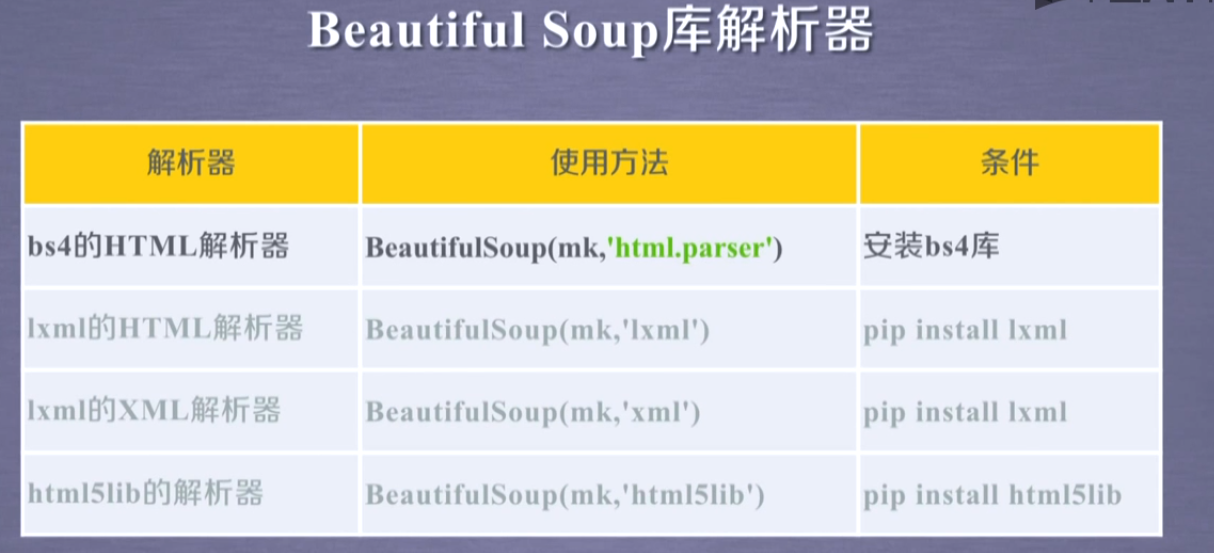 Beautiful Soup库解析器
解析器 使用方法 条件
bs4的HTML解析器 BeautifulSoup(mk,'html.parser') 安装bs4库
lxml的HTML解析器 BeautifulSoup(mk,'lxml') pip install lxml
lxml的XML解析器 BeautifulSoup(mk,'xml') pip install lxml
html5lib的解析器 BeautifulSoup(mk,'html5lib') pip install html5lib